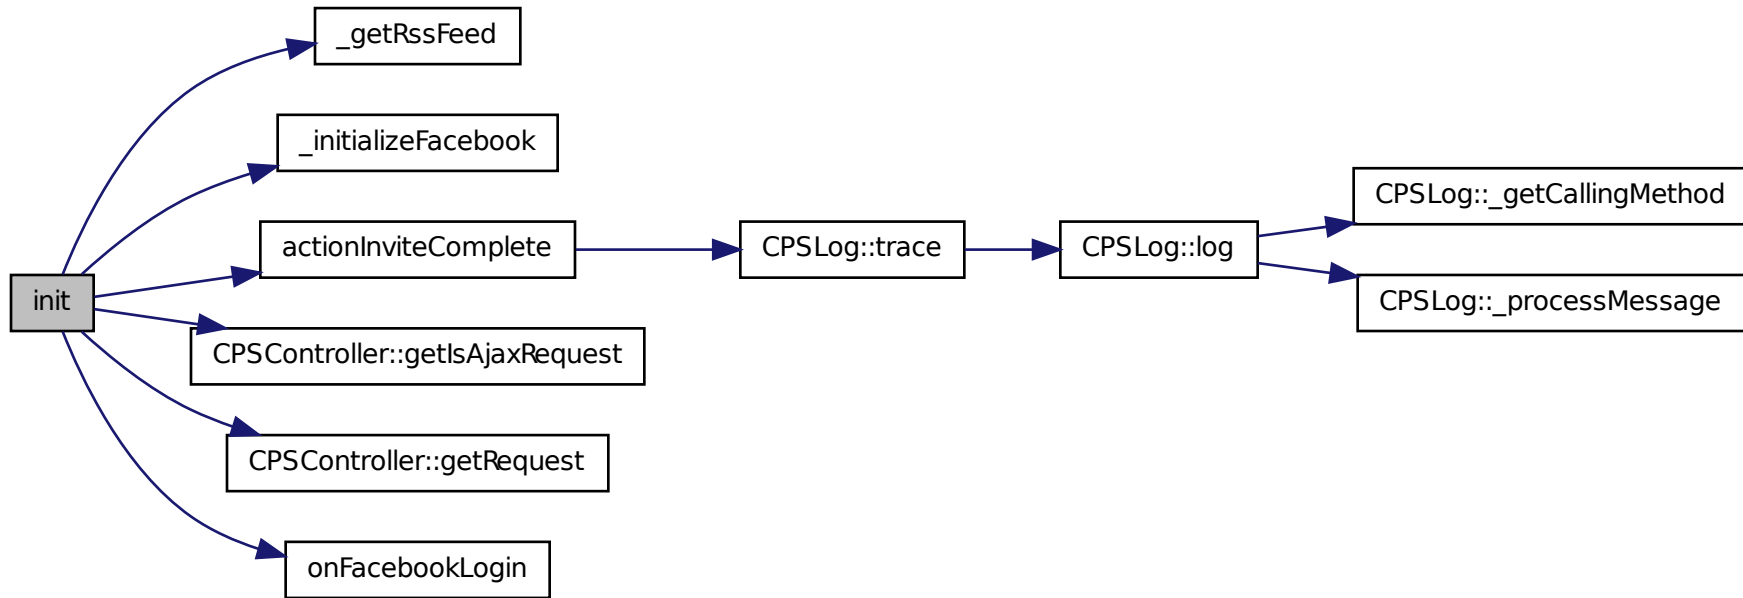 _getRssFeed
_initializeFacebook
CPSLog::_getCallingMethod
actionInviteComplete
CPSLog::trace
CPSLog::log
init
CPSLog::_processMessage
CPSController::getIsAjaxRequest
CPSController::getRequest
onFacebookLogin